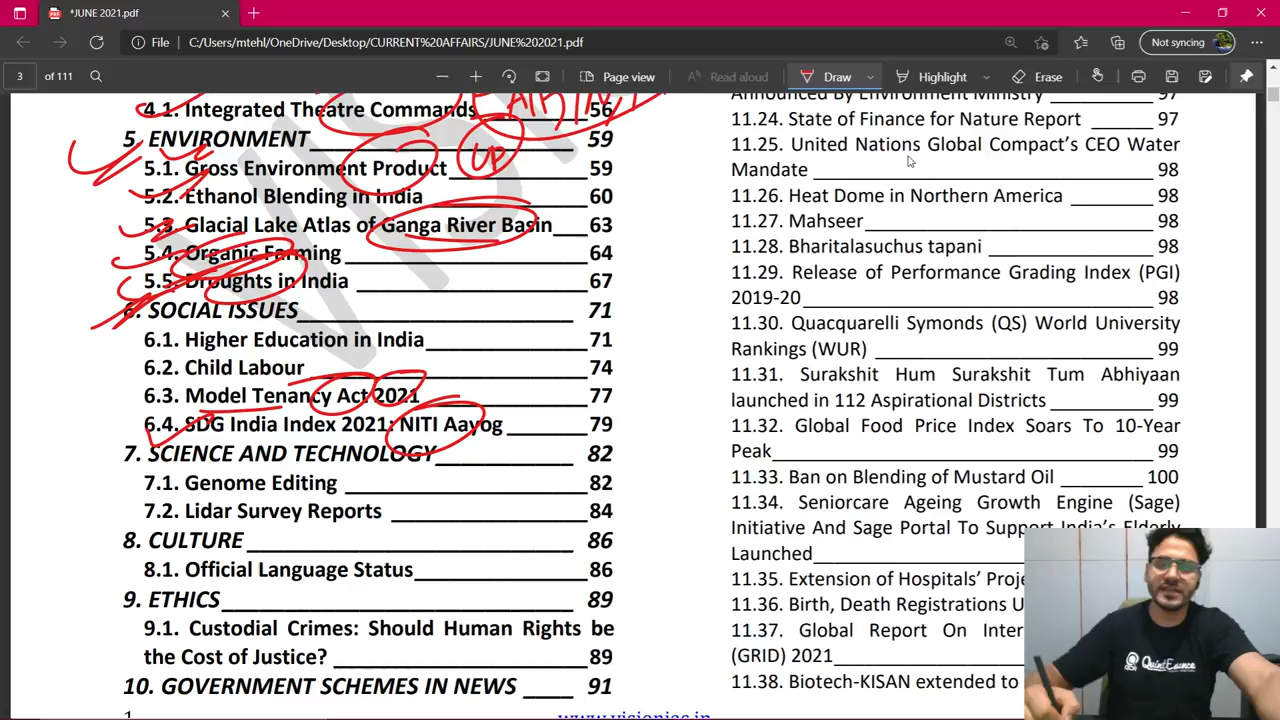 *JUNE 2021.pdf
File
C:/Users/mtehl/OneDrive/Desktop/CURRENT%20AFFAIRS/JUNE%202021.pdf
Not syncing
3 of 111
Page view
Read aloud
Draw
Highlight
Erase
4.1. Integrated Theatre Commands 56
5. ENVIRONMENT 59
UP
5.1. Gross Environment Product 59
5.2. Ethanol Blending in India 60
5.3. Glacial Lake Atlas of Ganga River Basin 63
5.4. Organic Farming 64
5.5. Droughts in India 67
6. SOCIAL ISSUES 71
6.1. Higher Education in India 71
6.2. Child Labour 74
6.3. Model Tenancy Act 2021 77
6.4. SDG India Index 2021: NITI Aayog 79
7. SCIENCE AND TECHNOLOGY 82
7.1. Genome Editing 82
7.2. Lidar Survey Reports 84
8. CULTURE 86
8.1. Official Language Status 86
9. ETHICS 89
9.1. Custodial Crimes: Should Human Rights be
the Cost of Justice? 89
10. GOVERNMENT SCHEMES IN NEWS 91
1
www.visionias.in
Announced By Environment Ministry 97
11.24. State of Finance for Nature Report 97
11.25. United Nations Global Compact's CEO Water
Mandate 98
11.26. Heat Dome in Northern America 98
11.27. Mahseer 98
11.28. Bharitalasuchus tapani 98
11.29. Release of Performance Grading Index (PGI)
2019-20 98
11.30. Quacquarelli Symonds (QS) World University
Rankings (WUR) 99
11.31. Surakshit Hum Surakshit Tum Abhiyaan
launched in 112 Aspirational Districts 99
11.32. Global Food Price Index Soars To 10-Year
Peak 99
11.33. Ban on Blending of Mustard Oil 100
11.34. Seniorcare Ageing Growth Engine (Sage)
Initiative And Sage Portal To Support India's Elderly
Launched
11.35. Extension of Hospitals' Proj
11.36. Birth, Death Registrations U
11.37. Global Report On Inter
(GRID) 2021
11.38. Biotech-KISAN extended to
QuintEssence